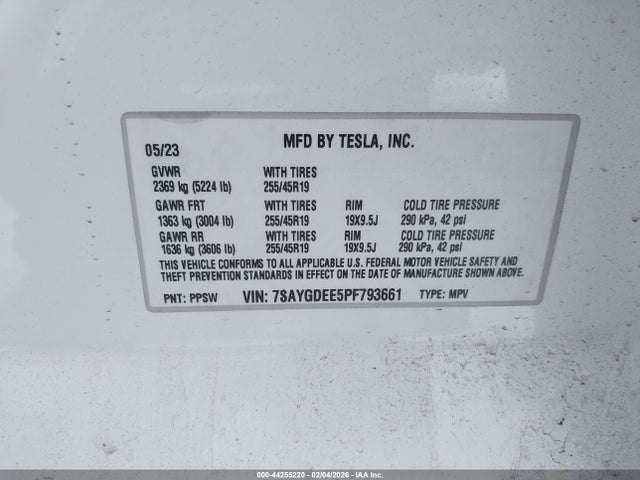 05/23 MFD BY TESLA, INC.
GVWR WITH TIRES
2369 kg (5224 lb) 255/45R19
GAWR FRT WITH TIRES RIM COLD TIRE PRESSURE
1363 kg (3004 lb) 255/45R19 19X9.5J 290 kPa, 42 psi
GAWR RR WITH TIRES RIM COLD TIRE PRESSURE
1636 kg (3606 lb) 255/45R19 19X9.5J 290 kPa, 42 psi
THIS VEHICLE CONFORMS TO ALL APPLICABLE U.S. FEDERAL MOTOR VEHICLE SAFETY AND
THEFT PREVENTION STANDARDS IN EFFECT ON THE DATE OF MANUFACTURE SHOWN ABOVE.
PNT: PPSW VIN: 7SAYGDEE5PF793661 TYPE: MPV
000-44255220 - 02/04/2026 - IAAI Inc.